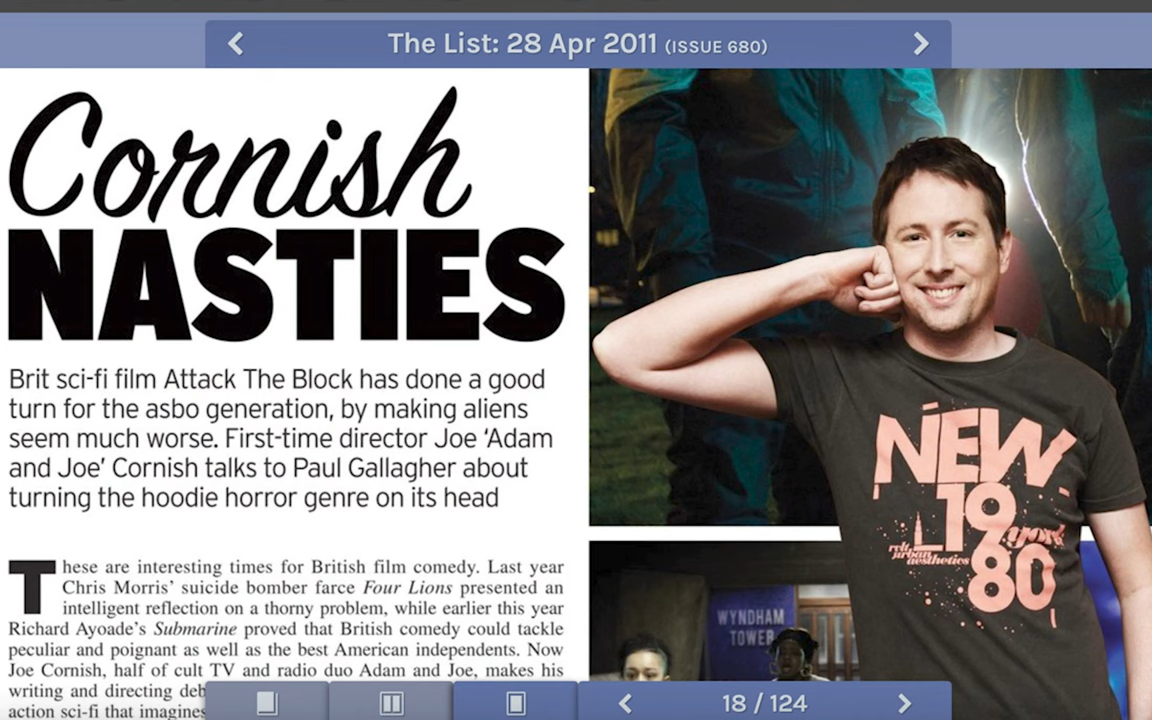 The List: 28 Apr 2011 (ISSUE 680)
Cornish
NASTIES
Brit sci-fi film Attack The Block has done a good
turn for the asbo generation, by making aliens
seem much worse. First-time director Joe ‘Adam
and Joe’ Cornish talks to Paul Gallagher about
turning the hoodie horror genre on its head
These are interesting times for British film comedy. Last year
Chris Morris’ suicide bomber farce Four Lions presented an
intelligent reflection on a thorny problem, while earlier this year
Richard Ayoade’s Submarine proved that British comedy could tackle
peculiar and poignant as well as the best American independents. Now
Joe Cornish, half of cult TV and radio duo Adam and Joe, makes his
writing and directing deb
action sci-fi that imagines
NEW
19
york
urban
aesthetics
80
WYNDHAM
TOWER
18 / 124